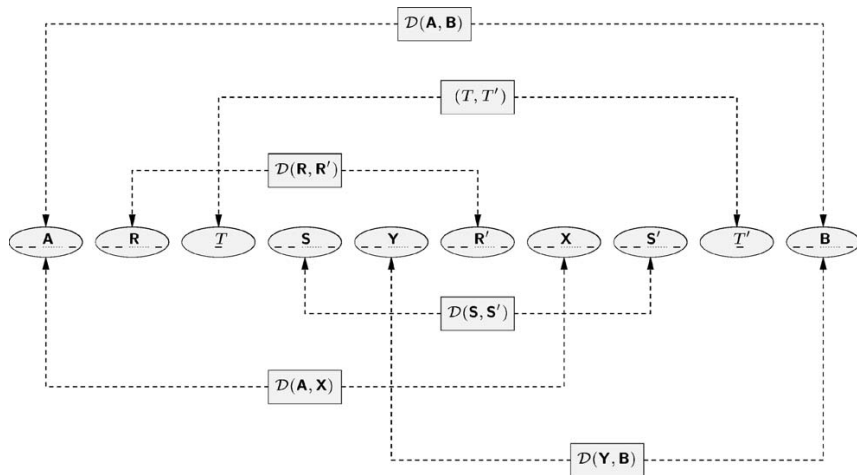 𝒟(A, B)
(T, T′)
𝒟(R, R′)
A R T S Y R′ X S′ T′ B
𝒟(S, S′)
𝒟(A, X)
𝒟(Y, B)